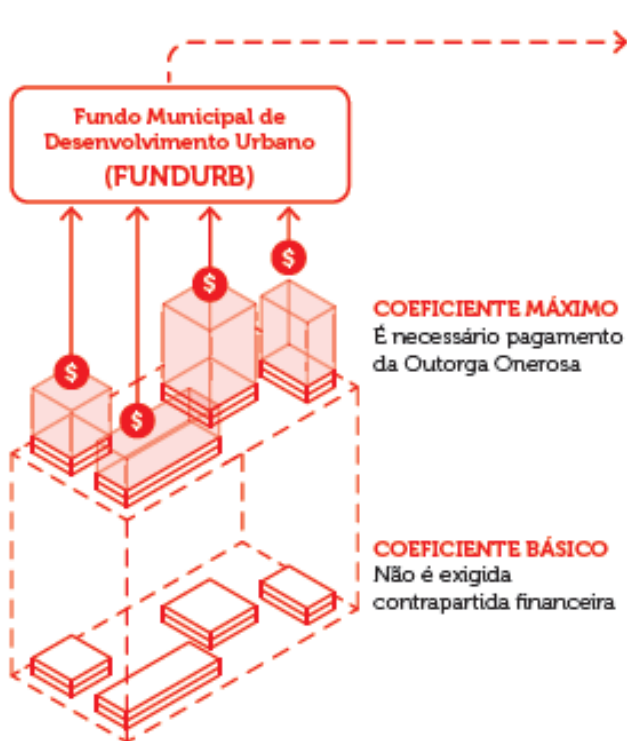 Fundo Municipal de
Desenvolvimento Urbano
(FUNDURB)
$
$
$
$
COEFICIENTE MÁXIMO
É necessário pagamento
da Outorga Onerosa
COEFICIENTE BÁSICO
Não é exigida
contrapartida financeira